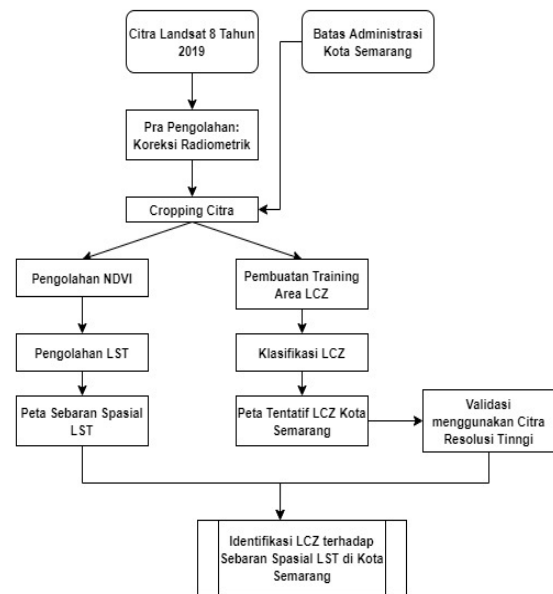 Citra Landsat 8 Tahun
2019
Batas Administrasi
Kota Semarang
Pra Pengolahan:
Koreksi Radiometrik
Cropping Citra
Pengolahan NDVI
Pembuatan Training
Area LCZ
Pengolahan LST
Klasifikasi LCZ
Peta Sebaran Spasial
LST
Peta Tentatif LCZ Kota
Semarang
Validasi
menggunakan Citra
Resolusi Tinngi
Identifikasi LCZ terhadap
Sebaran Spasial LST di Kota
Semarang